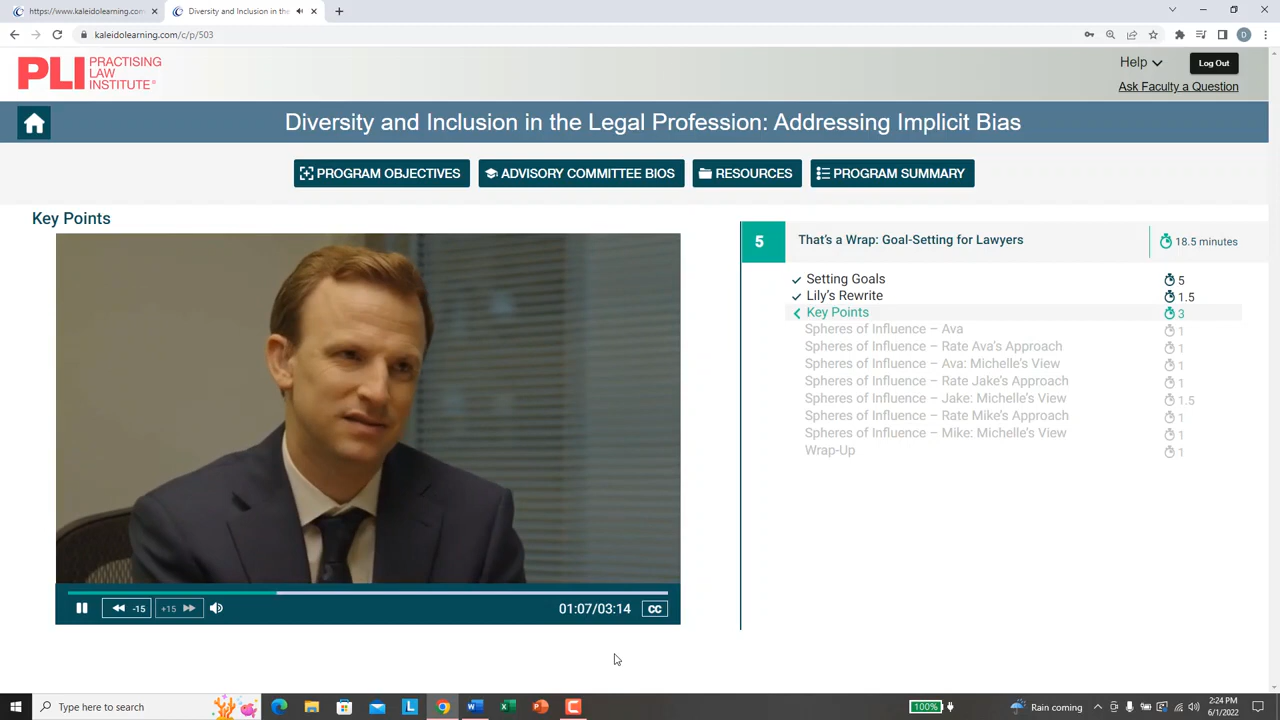 https://www.kaleidolearning.com/
Diversity and Inclusion in the
kaleidolearning.com/c/p/503
D
PLI PRACTISING LAW INSTITUTE®
Help
Log Out
Ask Faculty a Question
Diversity and Inclusion in the Legal Profession: Addressing Implicit Bias
PROGRAM OBJECTIVES
ADVISORY COMMITTEE BIOS
RESOURCES
PROGRAM SUMMARY
Key Points
5 That's a Wrap: Goal-Setting for Lawyers 18.5 minutes
Setting Goals 5
Lily's Rewrite 1.5
Key Points 3
Spheres of Influence – Ava 1
Spheres of Influence – Rate Ava's Approach 1
Spheres of Influence – Ava: Michelle's View 1
Spheres of Influence – Rate Jake's Approach 1
Spheres of Influence – Jake: Michelle's View 1.5
Spheres of Influence – Rate Mike's Approach 1
Spheres of Influence – Mike: Michelle's View 1
Wrap-Up 1
-15 +15 01:07/03:14 CC
Type here to search
100%
Rain coming
2:24 PM
6/1/2022